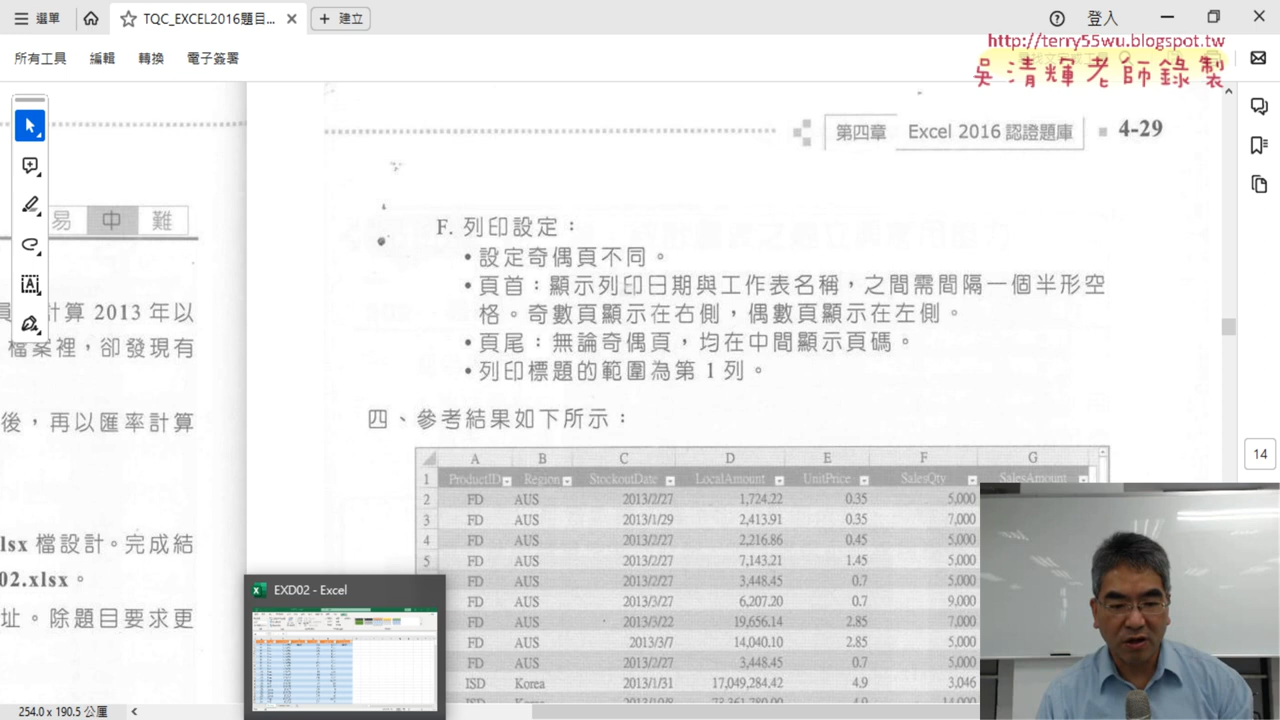 選單
TQC_EXCEL2016題目...
建立
登入
http://terry55wu.blogspot.tw
所有工具
編輯
轉換
電子簽署
吳清輝老師錄製
第四章
Excel 2016 認證題庫
4-29
易
中
難
F. 列印設定：
•設定奇偶頁不同。
•頁首：顯示列印日期與工作表名稱，之間需間隔一個半形空
格。奇數頁顯示在右側，偶數頁顯示在左側。
•頁尾：無論奇偶頁，均在中間顯示頁碼。
•列印標題的範圍為第 1 列。
計算 2013 年以
檔案裡，卻發現有
後，再以匯率計算
lsx 檔設計。完成結
02.xlsx。
址。除題目要求更
四、參考結果如下所示：
A B C D E F G
1 ProductID Region StockoutDate LocalAmount UnitPrice SalesQty SalesAmount
2 FD AUS 2013/2/27 1,724.22 0.35 5,000
3 FD AUS 2013/1/29 2,413.91 0.35 7,000
4 FD AUS 2013/2/27 2,216.86 0.45 5,000
5 FD AUS 2013/2/27 7,143.21 1.45 5,000
FD AUS 2013/2/27 3,448.45 0.7 5,000
FD AUS 2013/3/27 6,207.20 0.7 9,000
FD AUS 2013/3/22 19,656.14 2.85 7,000
FD AUS 2013/3/7 14,040.10 2.85 5,000
FD AUS 2013/2/27 3,448.45 0.7 5,000
ISD Korea 2013/1/31 17,049,284.42 4.9 3,046
EXD02 - Excel
14
254.0 x 190.5 公厘